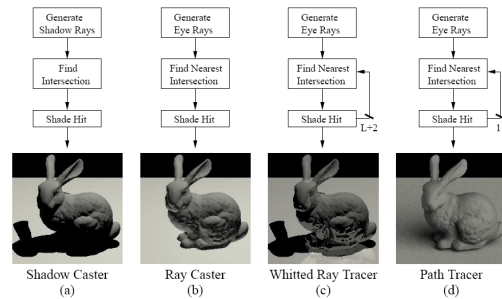 Generate
Shadow Rays
Find
Intersection
Shade Hit
Shadow Caster
(a)
Generate
Eye Rays
Find Nearest
Intersection
Shade Hit
Ray Caster
(b)
Generate
Eye Rays
Find Nearest
Intersection
Shade Hit
L+2
Whitted Ray Tracer
(c)
Generate
Eye Rays
Find Nearest
Intersection
Shade Hit
1
Path Tracer
(d)